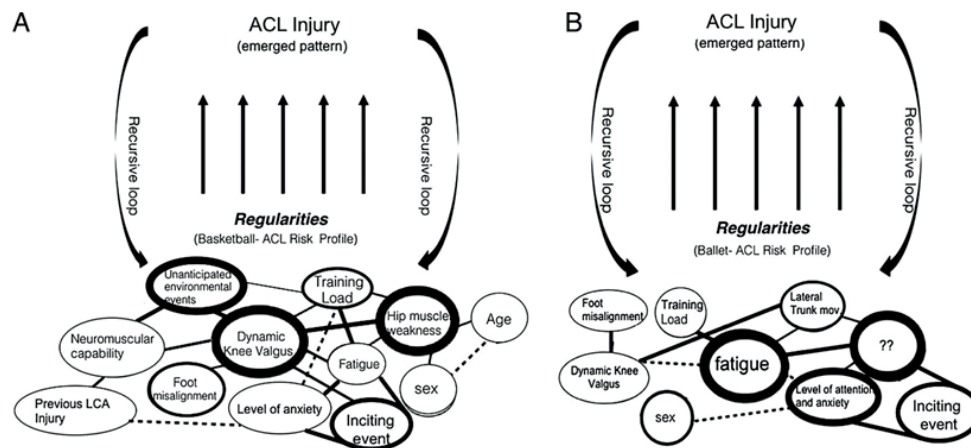 A
ACL Injury
(emerged pattern)
Recursive loop
Recursive loop
Regularities
(Basketball- ACL Risk Profile)
Unanticipated
environmental
events
Training
Load
Hip muscles
weakness
Age
Neuromuscular
capability
Dynamic
Knee Valgus
Fatigue
sex
Foot
misalignment
Previous LCA
Injury
Level of anxiety
Inciting
event
B
ACL Injury
(emerged pattern)
Recursive loop
Recursive loop
Regularities
(Ballet- ACL Risk Profile)
Foot
misalignment
Training
Load
Lateral
Trunk mov.
??
Dynamic Knee
Valgus
fatigue
Level of attention
and anxiety
sex
Inciting
event